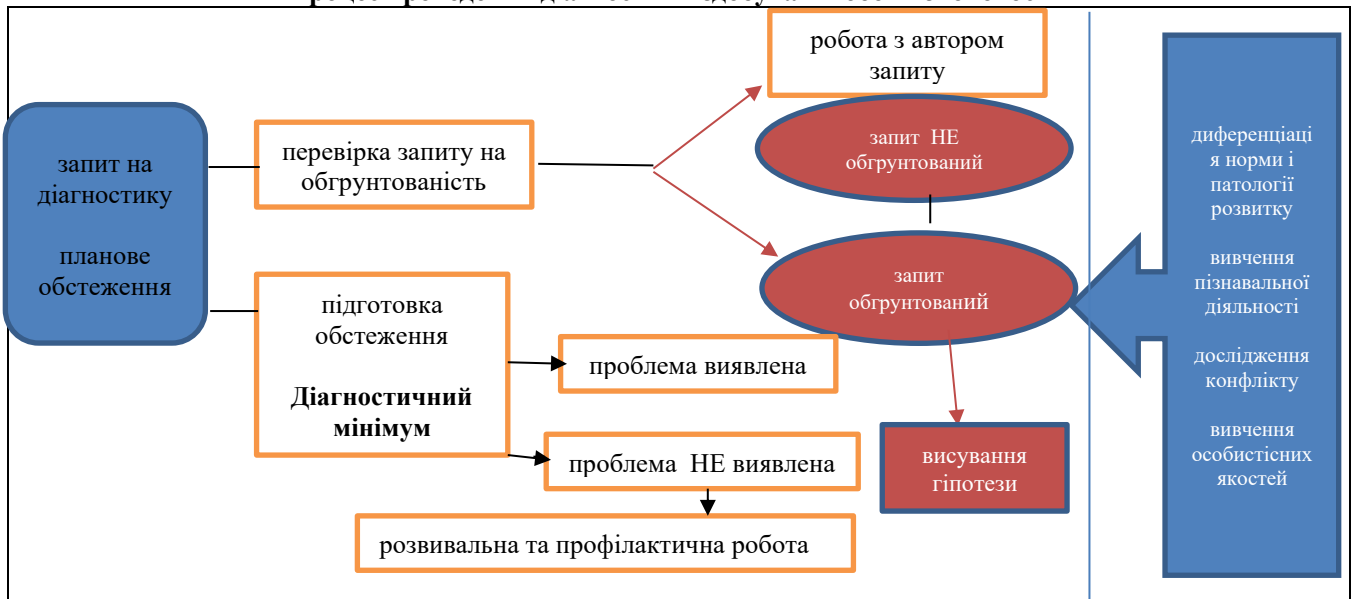 робота з автором
запиту
запит НЕ
обгрунтований
запит на
діагностику
планове
обстеження
перевірка запиту на
обгрунтованість
запит
обгрунтований
підготовка
обстеження
Діагностичний
мінімум
проблема виявлена
проблема НЕ виявлена
розвивальна та профілактична робота
висування
гіпотези
диференціаці
я норми і
патології
розвитку
вивчення
пізнавальної
діяльності
дослідження
конфлікту
вивчення
особистісних
якостей